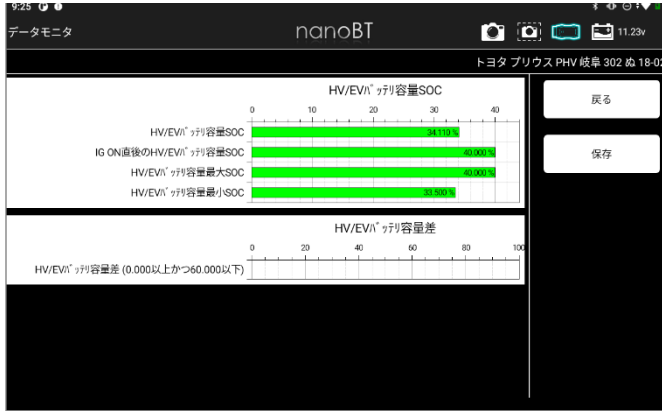 9:25
データモニタ
nanoBT
11.23v
トヨタ プリウス PHV 岐阜 302 ぬ 18-02
HV/EVバッテリ容量SOC
0 10 20 30 40
HV/EVバッテリ容量SOC 34.110 %
IG ON直後のHV/EVバッテリ容量SOC 40.000 %
HV/EVバッテリ容量最大SOC 40.000 %
HV/EVバッテリ容量最小SOC 33.500 %
戻る
保存
HV/EVバッテリ容量差
0 20 40 60 80 100
HV/EVバッテリ容量差 (0.000以上かつ60.000以下)